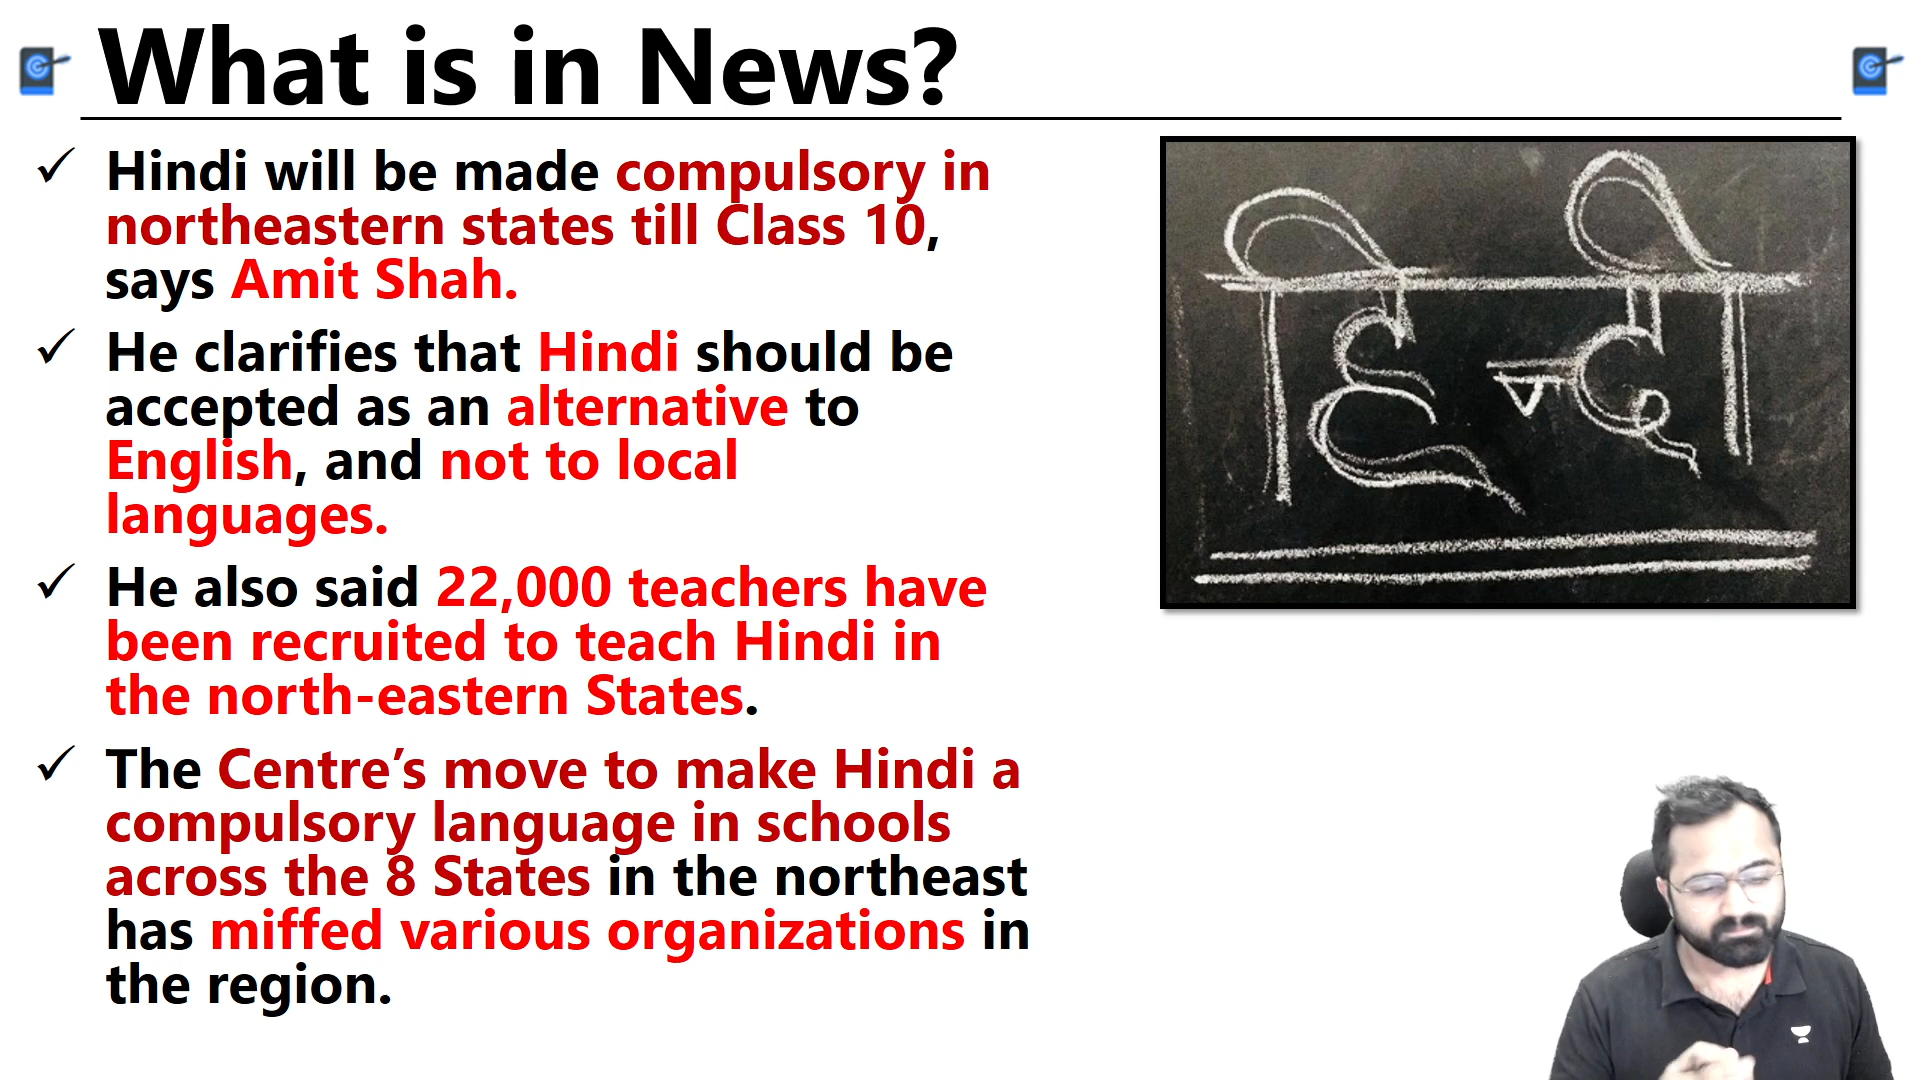 What is in News?
Hindi will be made compulsory in
northeastern states till Class 10,
says Amit Shah.
He clarifies that Hindi should be
accepted as an alternative to
English, and not to local
languages.
He also said 22,000 teachers have
been recruited to teach Hindi in
the north-eastern States.
The Centre’s move to make Hindi a
compulsory language in schools
across the 8 States in the northeast
has miffed various organizations in
the region.
हिन्दी